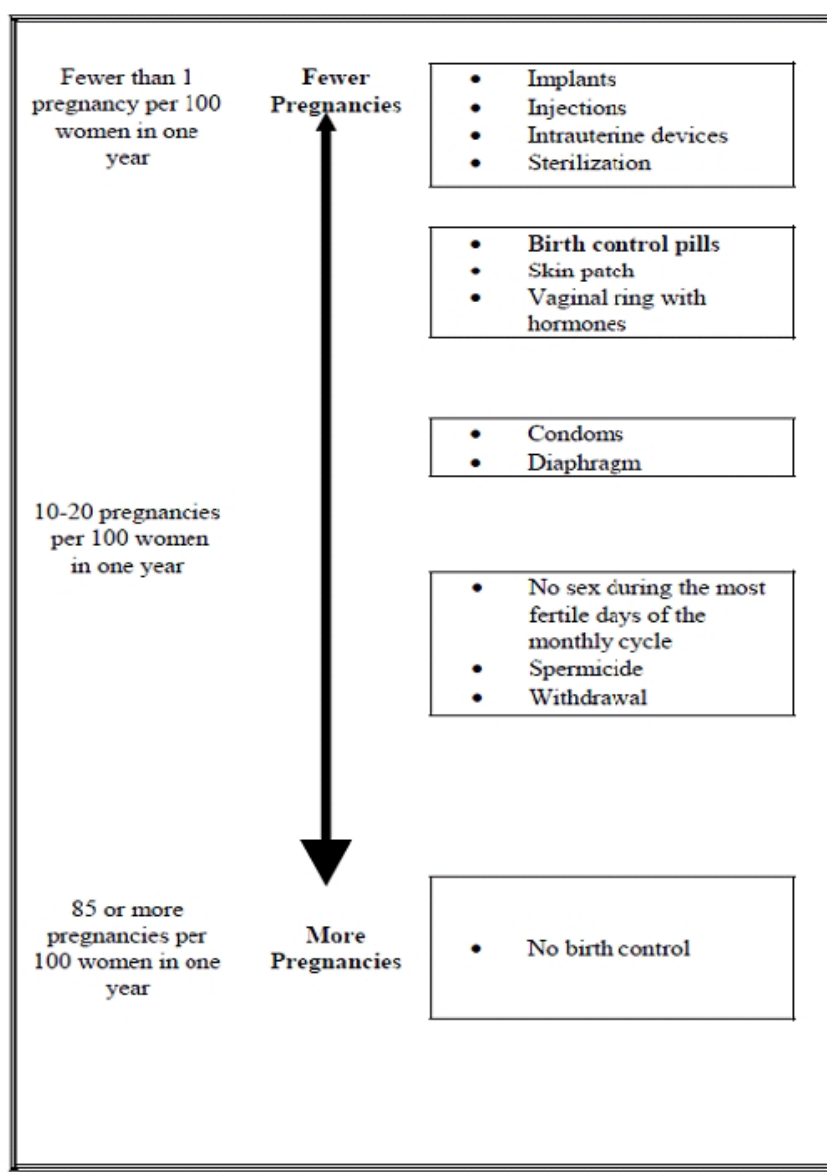 Fewer than 1
pregnancy per 100
women in one
year
Fewer
Pregnancies
• Implants
• Injections
• Intrauterine devices
• Sterilization
• Birth control pills
• Skin patch
• Vaginal ring with
hormones
• Condoms
• Diaphragm
10-20 pregnancies
per 100 women
in one year
• No sex during the most
fertile days of the
monthly cycle
• Spermicide
• Withdrawal
85 or more
pregnancies per
100 women in one
year
More
Pregnancies
• No birth control